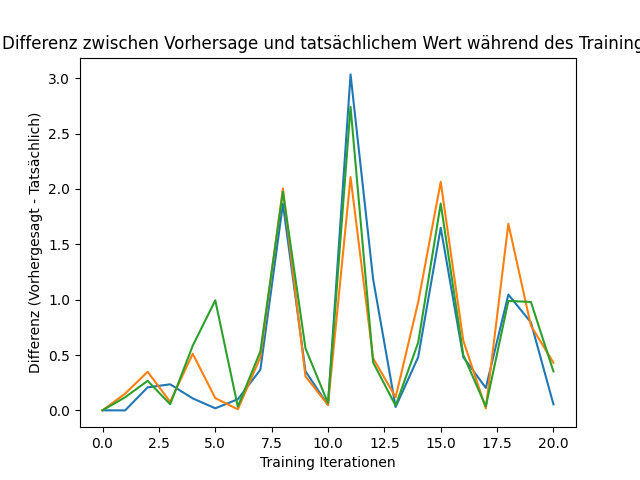 Differenz zwischen Vorhersage und tatsächlichem Wert während des Training
3.0
2.5
2.0
1.5
1.0
0.5
0.0
Differenz (Vorhergesagt - Tatsächlich)
0.0 2.5 5.0 7.5 10.0 12.5 15.0 17.5 20.0
Training Iterationen